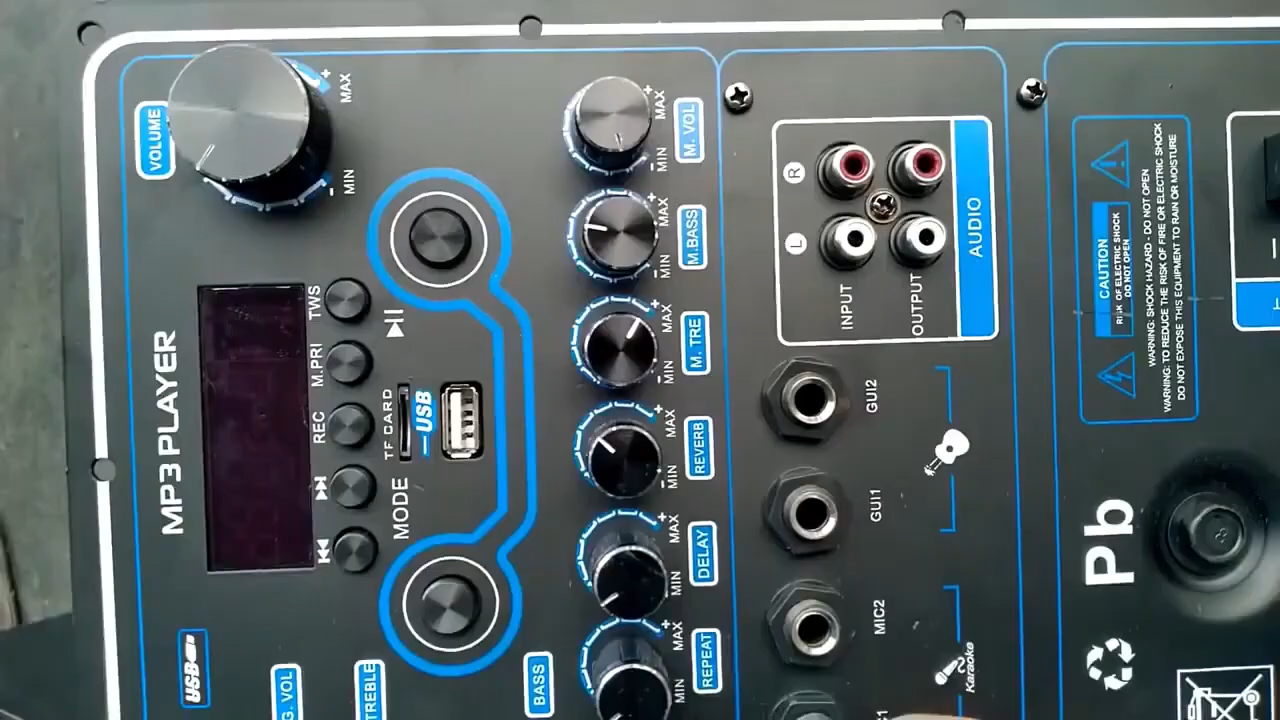 VOLUME
MAX
MIN
MP3 PLAYER
TWS
M.PRI
REC
TF CARD
USB
MODE
USB
G. VOL
TREBLE
BASS
MAX
MIN
M. VOL
MAX
MIN
M.BASS
MAX
MIN
M. TRE
MAX
MIN
REVERB
MAX
MIN
DELAY
MAX
MIN
REPEAT
R
L
INPUT
OUTPUT
AUDIO
GUI2
GUI1
MIC2
Karaoke
CAUTION
RISK OF ELECTRIC SHOCK
DO NOT OPEN
WARNING: SHOCK HAZARD - DO NOT OPEN
WARNING: TO REDUCE THE RISK OF FIRE OR ELECTRIC SHOCK
DO NOT EXPOSE THIS EQUIPMENT TO RAIN OR MOISTURE
Pb